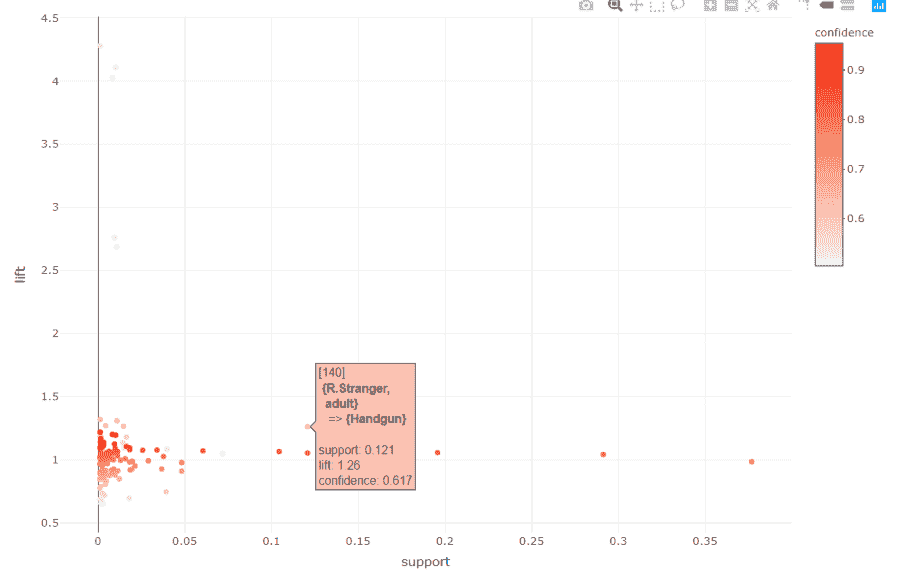 4.5
4
3.5
3
2.5
2
1.5
1
0.5
lift
0
0.05
0.1
0.15
0.2
0.25
0.3
0.35
support
confidence
0.9
0.8
0.7
0.6
[140]
{R.Stranger,
adult}
=> {Handgun}
support: 0.121
lift: 1.26
confidence: 0.617